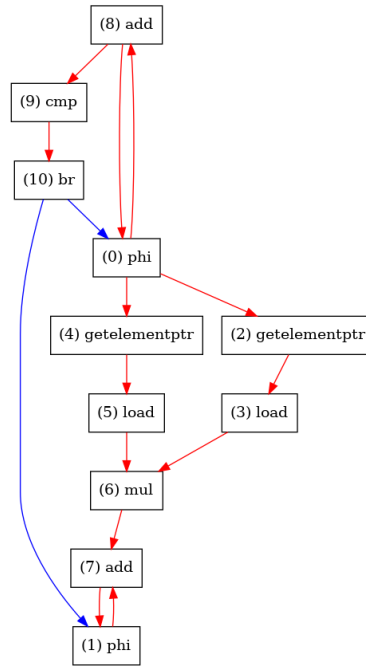 (8) add
(9) cmp
(10) br
(0) phi
(4) getelementptr
(2) getelementptr
(5) load
(3) load
(6) mul
(7) add
(1) phi